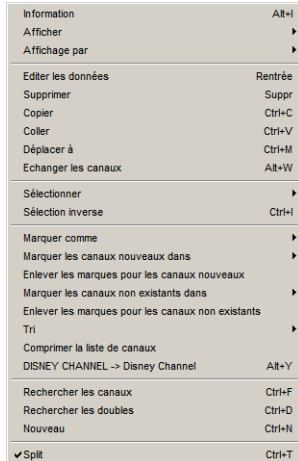 Information Alt+I
Afficher
Affichage par
Editer les données Rentrée
Supprimer Suppr
Copier Ctrl+C
Coller Ctrl+V
Déplacer à Ctrl+M
Echanger les canaux Alt+W
Sélectionner
Sélection inverse Ctrl+I
Marquer comme
Marquer les canaux nouveaux dans
Enlever les marques pour les canaux nouveaux
Marquer les canaux non existants dans
Enlever les marques pour les canaux non existants
Tri
Comprimer la liste de canaux
DISNEY CHANNEL -> Disney Channel Alt+Y
Rechercher les canaux Ctrl+F
Rechercher les doubles Ctrl+D
Nouveau Ctrl+N
Split Ctrl+T